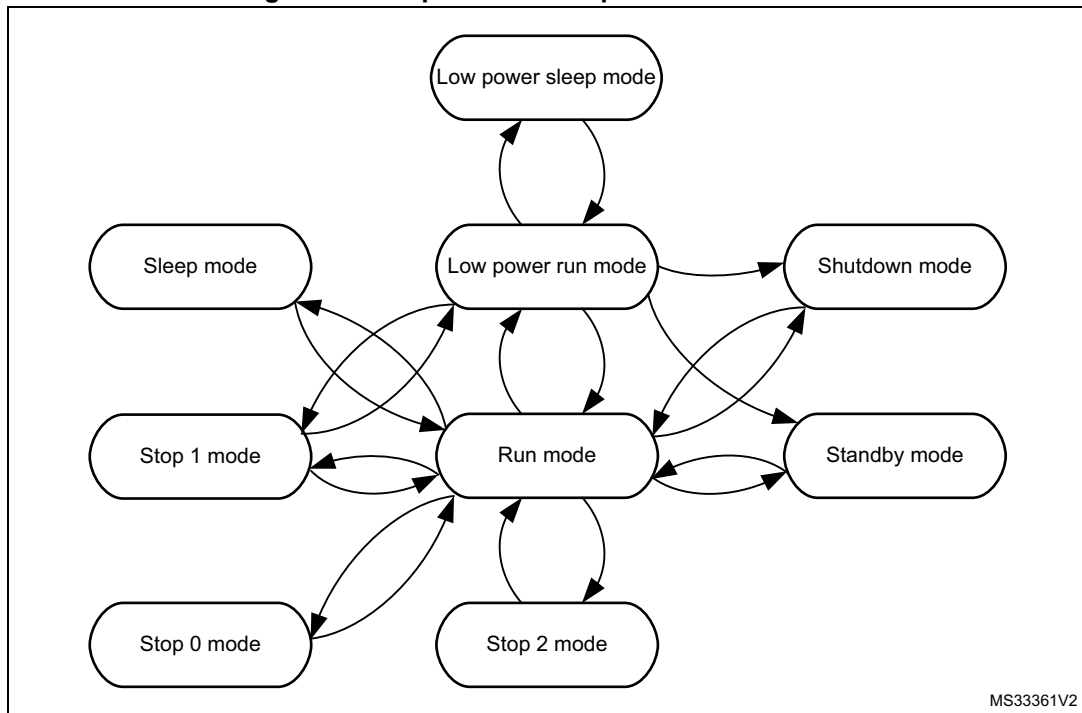 Low power sleep mode
Sleep mode
Low power run mode
Shutdown mode
Stop 1 mode
Run mode
Standby mode
Stop 0 mode
Stop 2 mode
MS33361V2